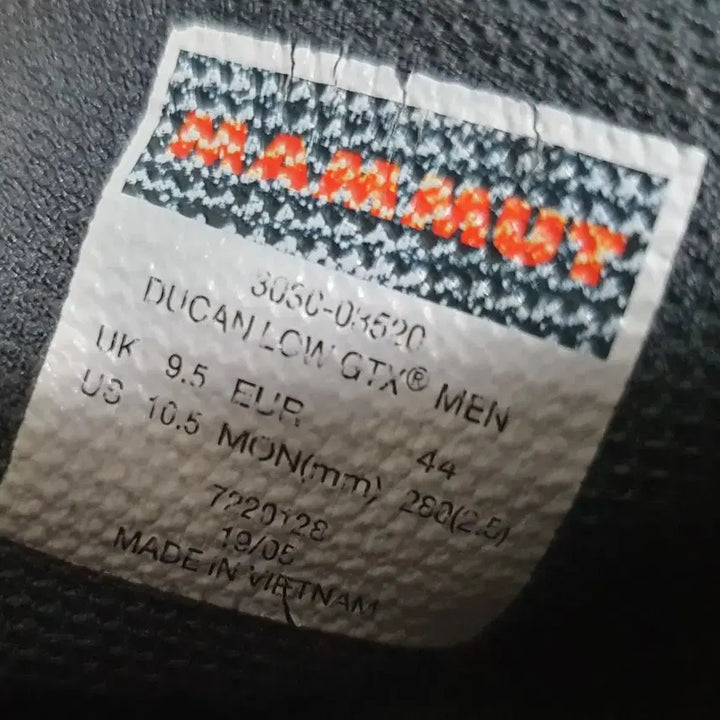 MAMMUT
3030-03520
DUCAN LOW GTX® MEN
UK 9.5 EUR 44
US 10.5 MON(mm) 280(2.5)
7220128
19/05
MADE IN VIETNAM